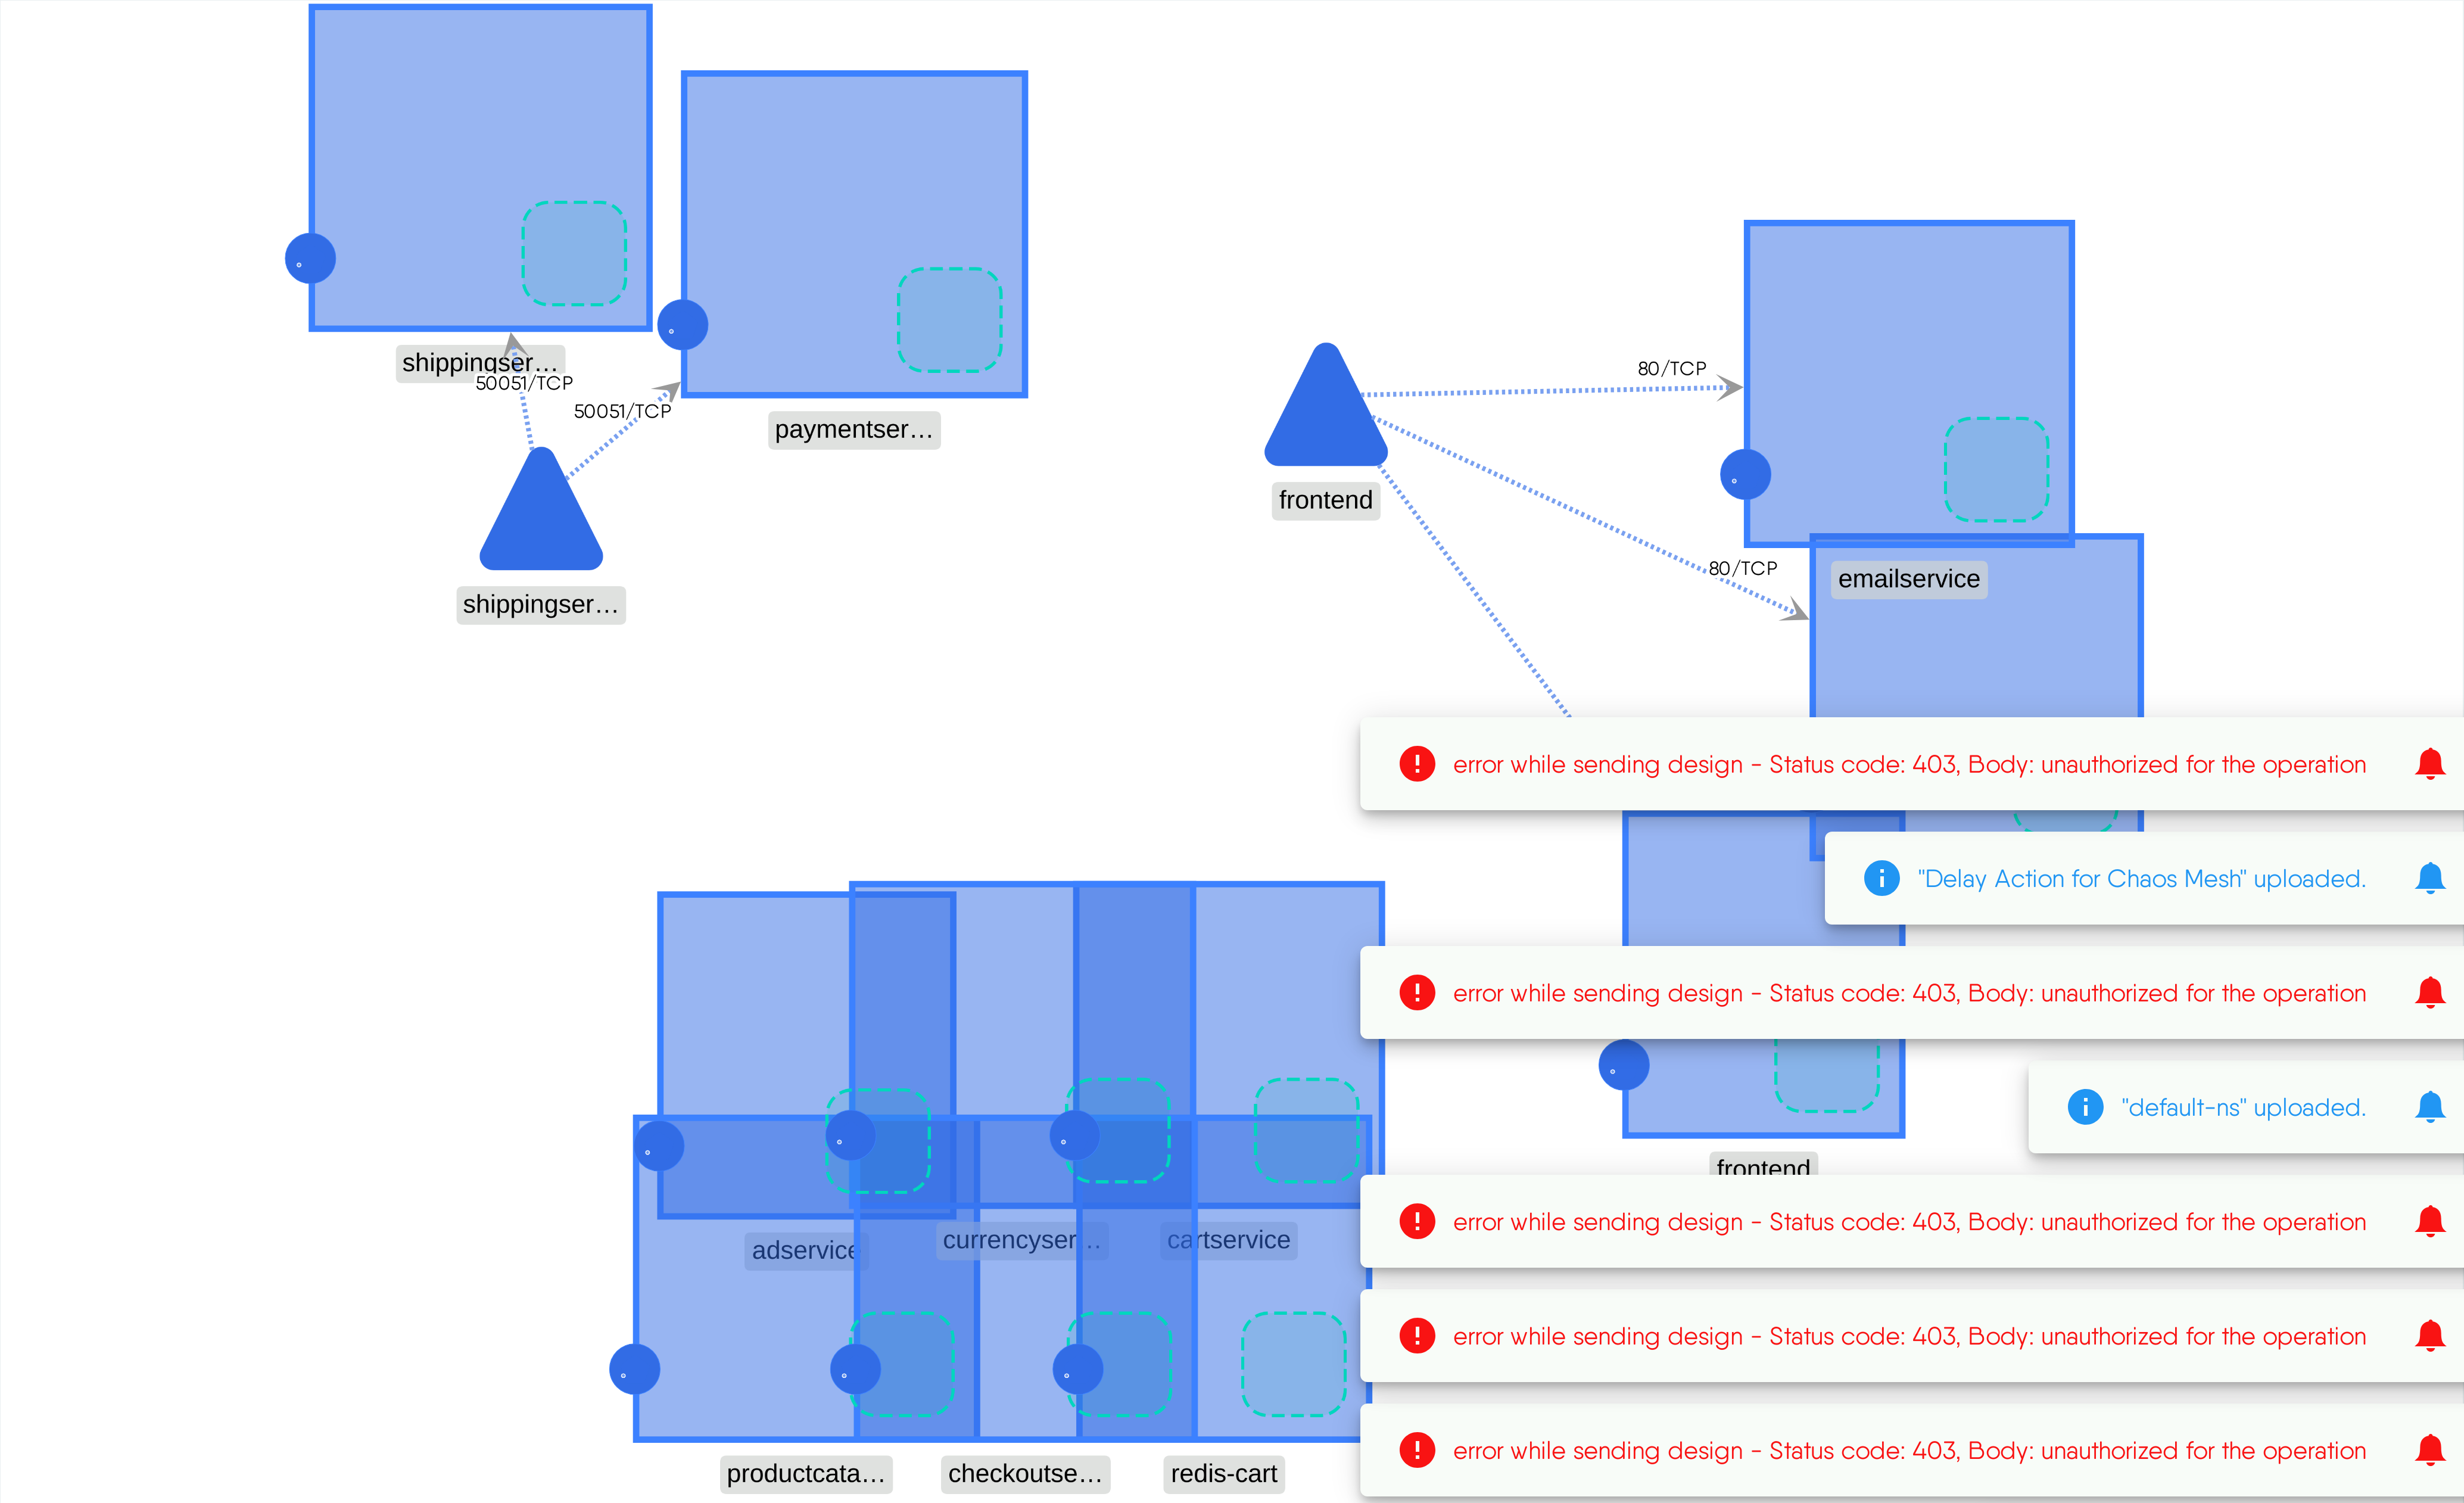 shippingser…
50051/TCP
50051/TCP
paymentser…
shippingser…
80/TCP
frontend
80/TCP
emailservice
error while sending design - Status code: 403, Body: unauthorized for the operation
"Delay Action for Chaos Mesh" uploaded.
error while sending design - Status code: 403, Body: unauthorized for the operation
"default-ns" uploaded.
frontend
error while sending design - Status code: 403, Body: unauthorized for the operation
adservice
currencyser…
cartservice
error while sending design - Status code: 403, Body: unauthorized for the operation
error while sending design - Status code: 403, Body: unauthorized for the operation
productcata…
checkoutse…
redis-cart